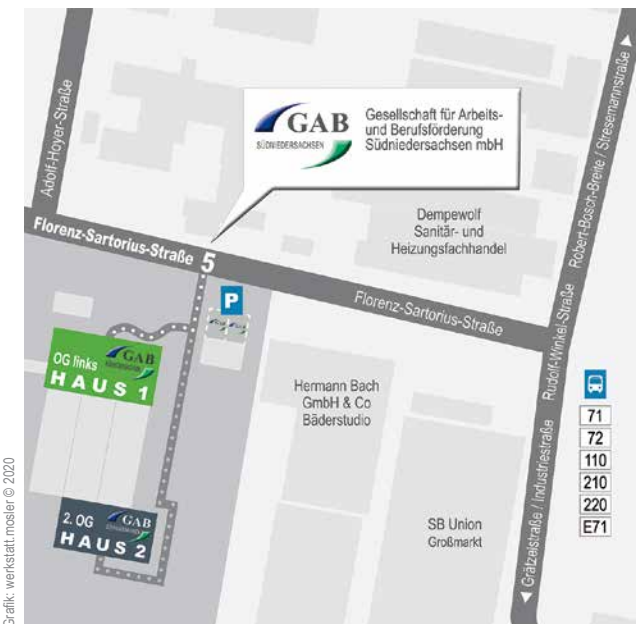 Adolf-Hoyer-Straße
Robert-Bosch-Breite / Stresemannstraße
GAB
SÜDNIEDERSACHSEN
Gesellschaft für Arbeits-
und Berufsförderung
Südniedersachsen mbH
Dempewolf
Sanitär- und
Heizungsfachhandel
Florenz-Sartorius-Straße 5
P
Florenz-Sartorius-Straße
Rudolf-Winkel-Straße
OG links
GAB
HAUS 1
Hermann Bach
GmbH & Co
Bäderstudio
71
72
110
210
220
E71
2. OG
GAB
HAUS 2
SB Union
Großmarkt
Grätzelstraße / Industriestraße
Grafik: werkstatt.mosler © 2020